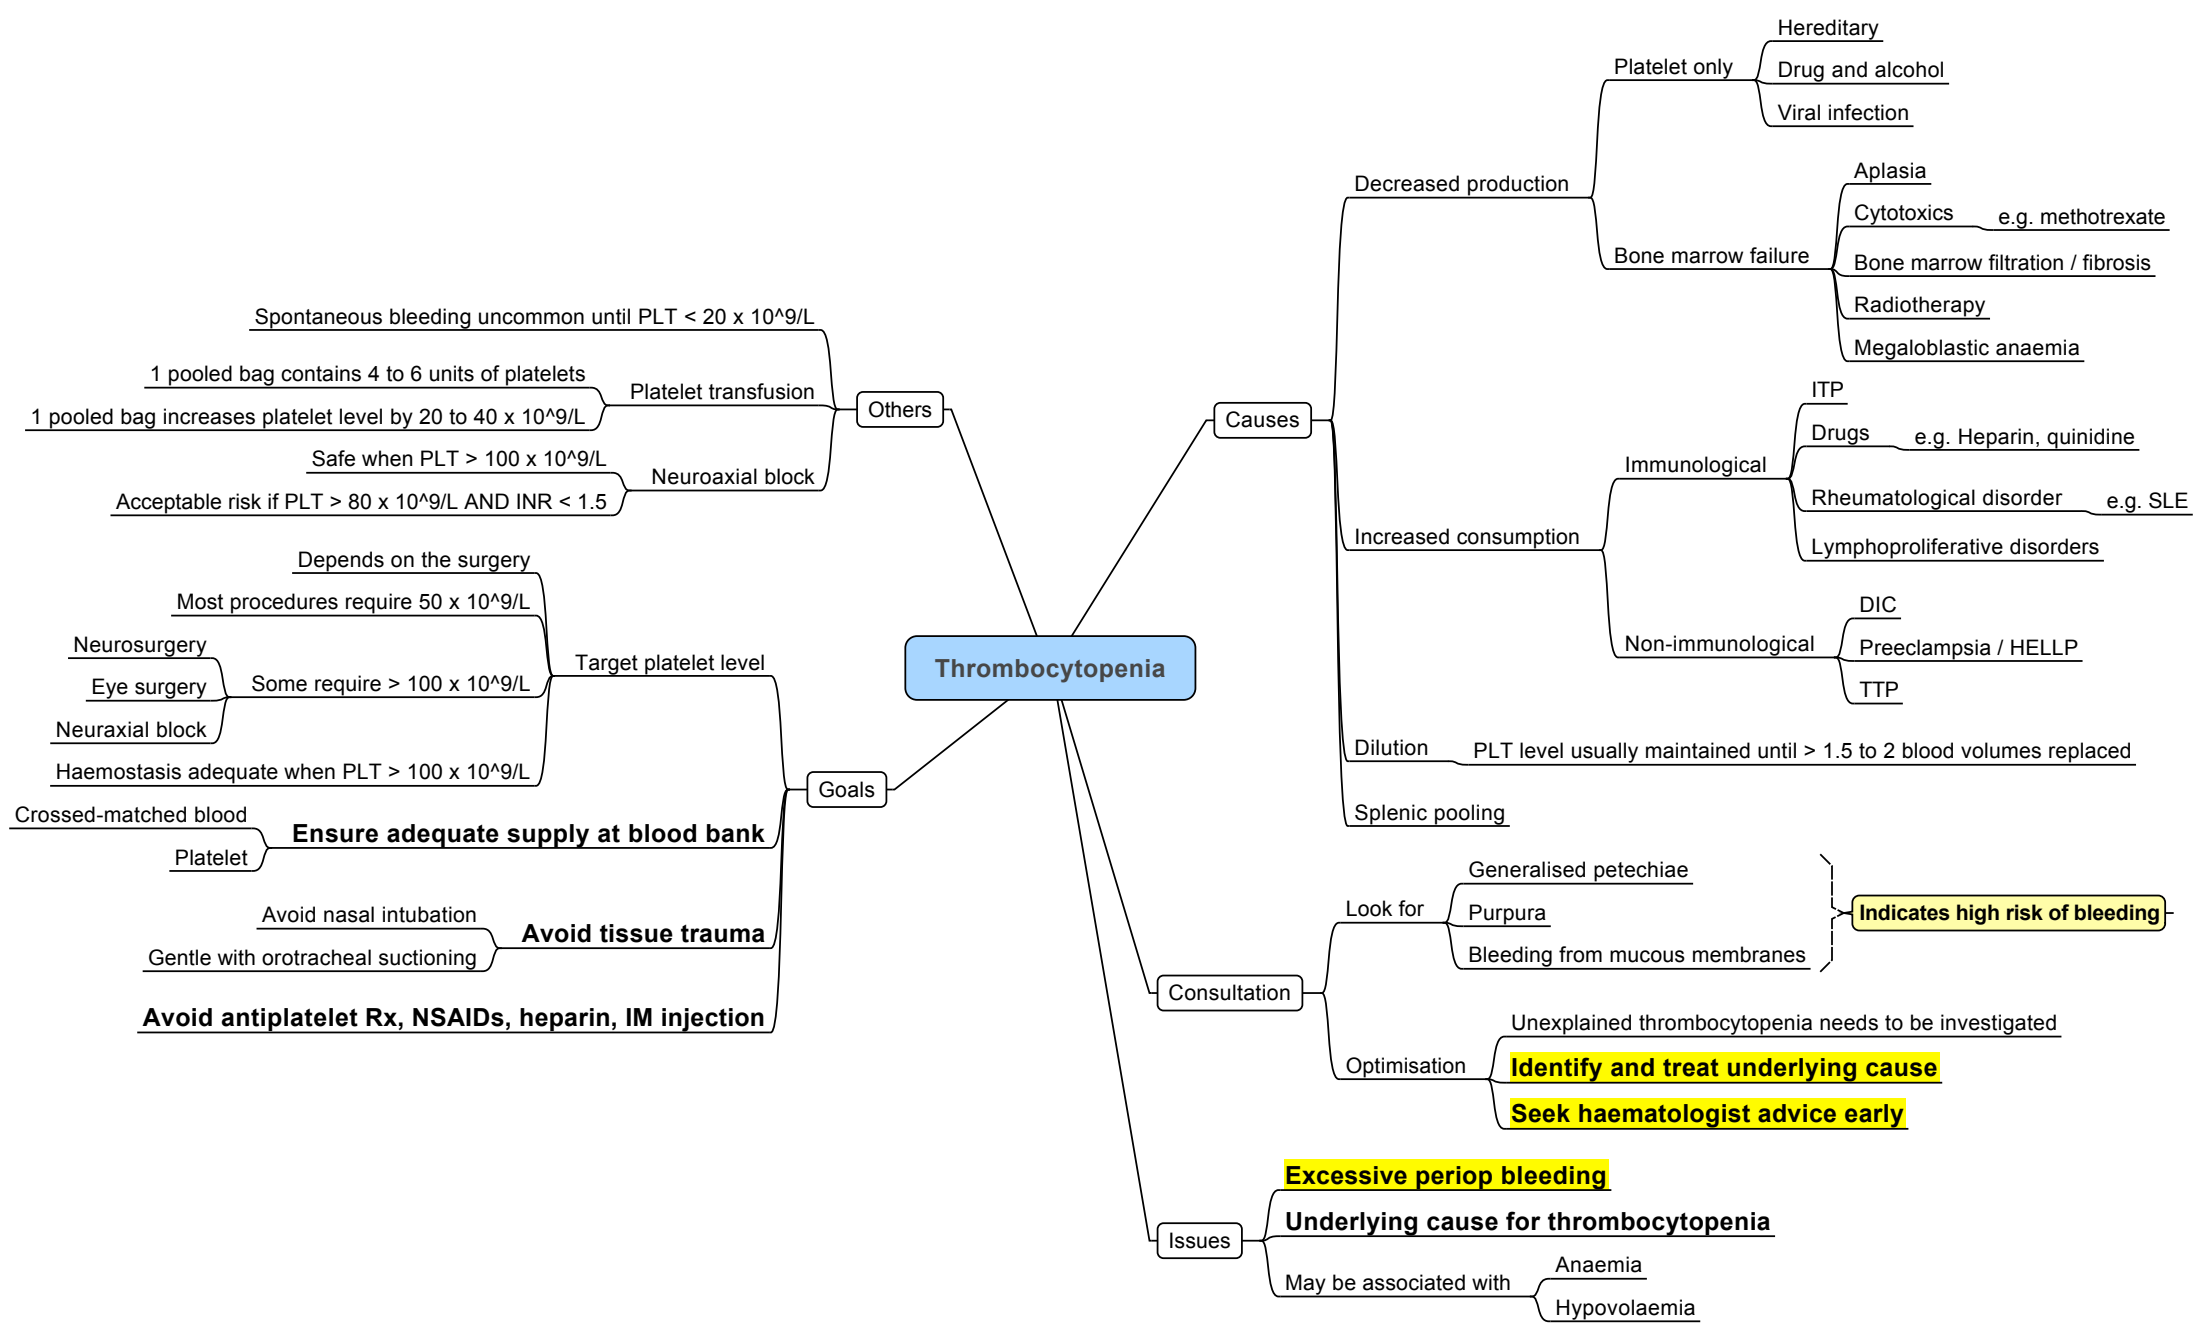 Thrombocytopenia
Causes
Decreased production
Platelet only
Hereditary
Drug and alcohol
Viral infection
Bone marrow failure
Aplasia
Cytotoxics
e.g. methotrexate
Bone marrow filtration / fibrosis
Radiotherapy
Megaloblastic anaemia
Increased consumption
Immunological
ITP
Drugs
e.g. Heparin, quinidine
Rheumatological disorder
e.g. SLE
Lymphoproliferative disorders
Non-immunological
DIC
Preeclampsia / HELLP
TTP
Dilution
PLT level usually maintained until > 1.5 to 2 blood volumes replaced
Splenic pooling
Consultation
Look for
Generalised petechiae
Purpura
Bleeding from mucous membranes
Indicates high risk of bleeding
Optimisation
Unexplained thrombocytopenia needs to be investigated
Identify and treat underlying cause
Seek haematologist advice early
Issues
Excessive periop bleeding
Underlying cause for thrombocytopenia
May be associated with
Anaemia
Hypovolaemia
Goals
Target platelet level
Depends on the surgery
Most procedures require 50 x 10^9/L
Some require > 100 x 10^9/L
Neurosurgery
Eye surgery
Neuraxial block
Haemostasis adequate when PLT > 100 x 10^9/L
Ensure adequate supply at blood bank
Crossed-matched blood
Platelet
Avoid tissue trauma
Avoid nasal intubation
Gentle with orotracheal suctioning
Avoid antiplatelet Rx, NSAIDs, heparin, IM injection
Others
Spontaneous bleeding uncommon until PLT < 20 x 10^9/L
Platelet transfusion
1 pooled bag contains 4 to 6 units of platelets
1 pooled bag increases platelet level by 20 to 40 x 10^9/L
Neuroaxial block
Safe when PLT > 100 x 10^9/L
Acceptable risk if PLT > 80 x 10^9/L AND INR < 1.5